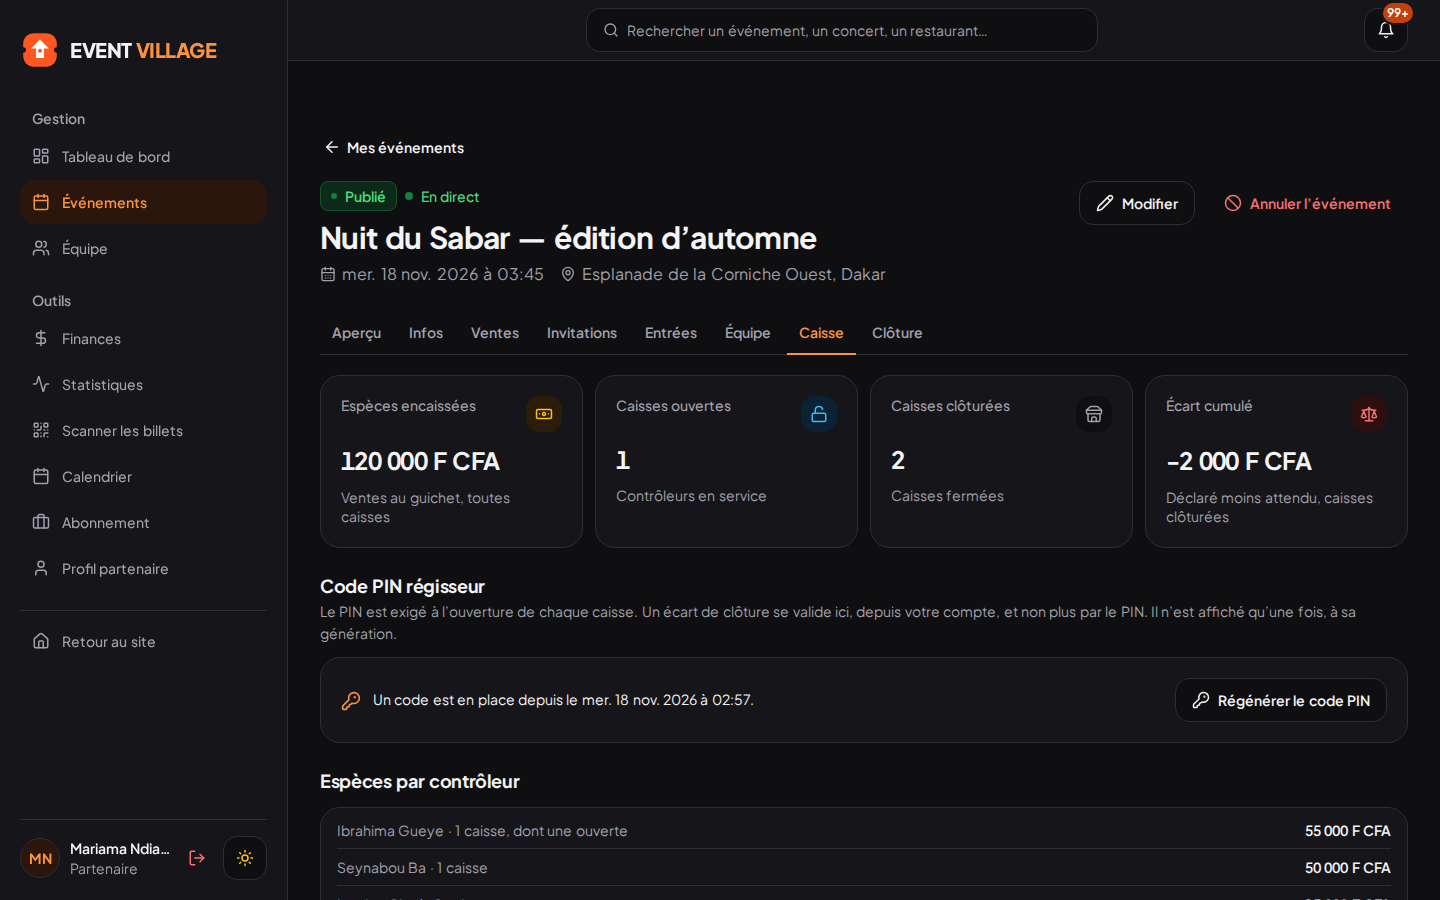 EVENT VILLAGE
Rechercher un événement, un concert, un restaurant…
99+
Gestion
Tableau de bord
Événements
Équipe
Outils
Finances
Statistiques
Scanner les billets
Calendrier
Abonnement
Profil partenaire
Retour au site
MN
Mariama Ndia…
Partenaire
Mes événements
Publié
En direct
Modifier
Annuler l’événement
Nuit du Sabar — édition d’automne
mer. 18 nov. 2026 à 03:45
Esplanade de la Corniche Ouest, Dakar
Aperçu
Infos
Ventes
Invitations
Entrées
Équipe
Caisse
Clôture
Espèces encaissées
120 000 F CFA
Ventes au guichet, toutes
caisses
Caisses ouvertes
1
Contrôleurs en service
Caisses clôturées
2
Caisses fermées
Écart cumulé
−2 000 F CFA
Déclaré moins attendu, caisses
clôturées
Code PIN régisseur
Le PIN est exigé à l’ouverture de chaque caisse. Un écart de clôture se valide ici, depuis votre compte, et non plus par le PIN. Il n’est affiché qu’une fois, à sa
génération.
Un code est en place depuis le mer. 18 nov. 2026 à 02:57.
Régénérer le code PIN
Espèces par contrôleur
Ibrahima Gueye · 1 caisse, dont une ouverte
55 000 F CFA
Seynabou Ba · 1 caisse
50 000 F CFA